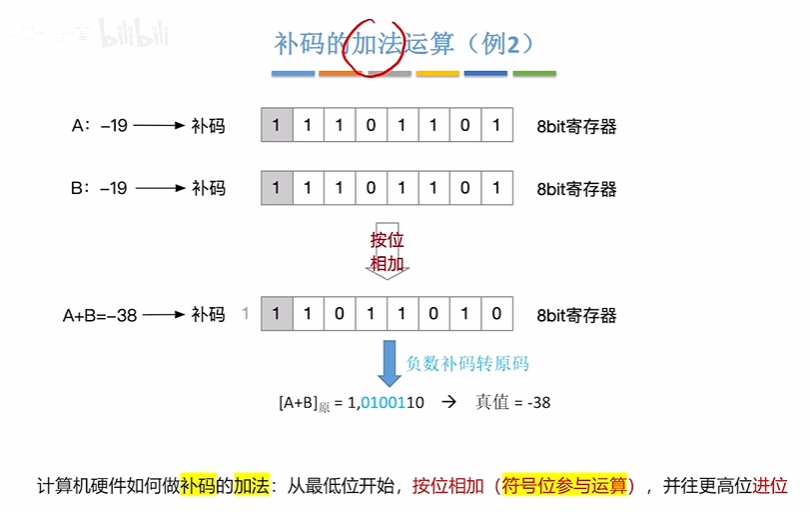 bilibili
补码的加法运算（例2）
A：-19 补码 1 1 1 0 1 1 0 1 8bit寄存器
B：-19 补码 1 1 1 0 1 1 0 1 8bit寄存器
按位
相加
A+B=-38 补码 1 1 1 0 1 1 0 1 0 8bit寄存器
负数补码转原码
[A+B]原 = 1,0100110 → 真值 = -38
计算机硬件如何做补码的加法：从最低位开始，按位相加（符号位参与运算），并往更高位进位